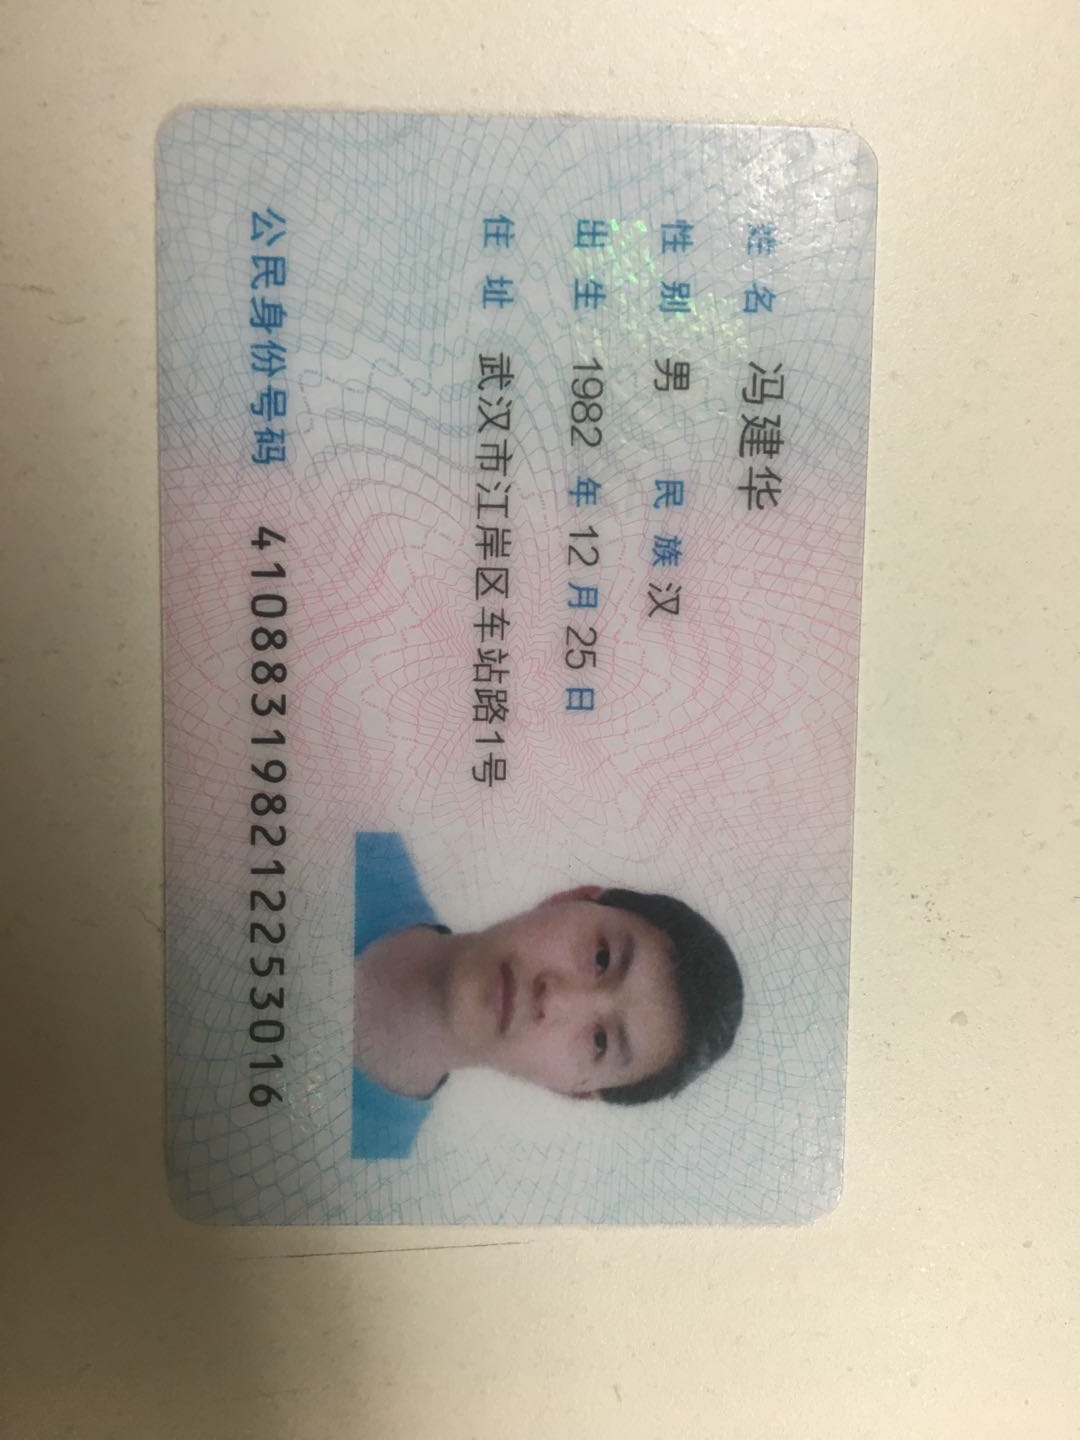 姓名 冯建华
性别 男 民族 汉
出生 1982 年 12 月 25 日
住址 武汉市江岸区车站路1号
公民身份号码 410883198212253016